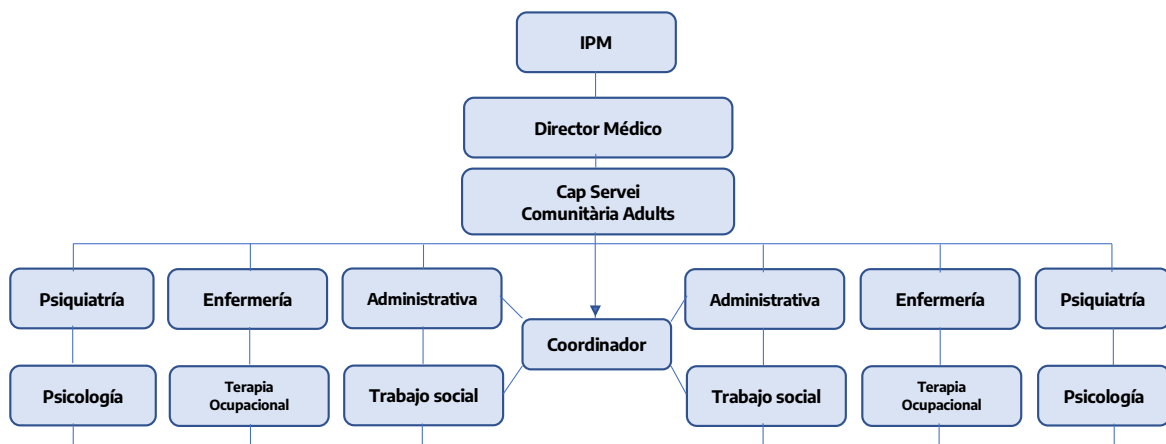 IPM
Director Médico
Cap Servei
Comunitària Adults
Psiquiatría
Enfermería
Administrativa
Administrativa
Enfermería
Psiquiatría
Coordinador
Psicología
Terapia
Ocupacional
Trabajo social
Trabajo social
Terapia
Ocupacional
Psicología